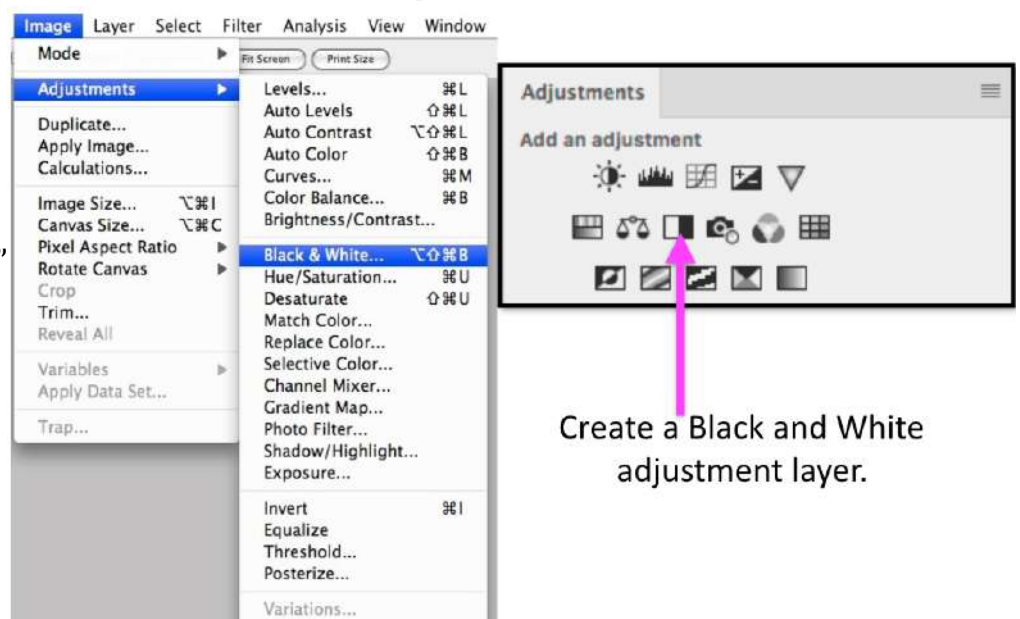 Image Layer Select Filter Analysis View Window
Mode
Fit Screen Print Size
Adjustments
Duplicate...
Apply Image...
Calculations...
Image Size... ⌥⌘I
Canvas Size... ⌥⌘C
Pixel Aspect Ratio
,
Rotate Canvas
Crop
Trim...
Reveal All
Variables
Apply Data Set...
Trap...
Levels... ⌘L
Auto Levels ⇧⌘L
Auto Contrast ⌥⇧⌘L
Auto Color ⇧⌘B
Curves... ⌘M
Color Balance... ⌘B
Brightness/Contrast...
Black & White... ⌥⇧⌘B
Hue/Saturation... ⌘U
Desaturate ⇧⌘U
Match Color...
Replace Color...
Selective Color...
Channel Mixer...
Gradient Map...
Photo Filter...
Shadow/Highlight...
Exposure...
Invert ⌘I
Equalize
Threshold...
Posterize...
Variations...
Adjustments
Add an adjustment
Create a Black and White
adjustment layer.